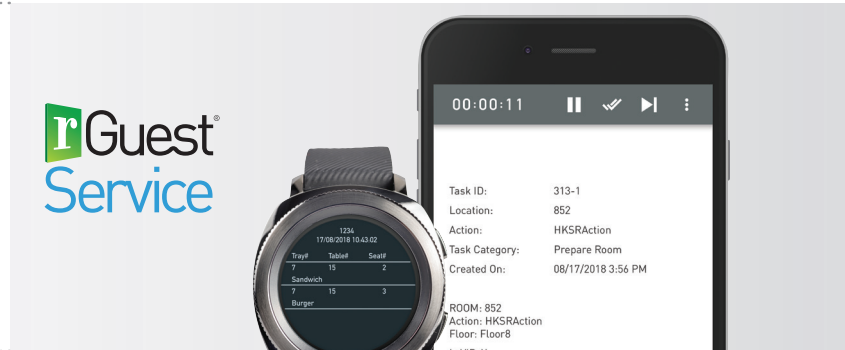 rGuest®
Service
1234
17/08/2018 10.43.02
Tray# Table# Seat#
7 15 2
Sandwich
7 15 3
Burger
00:00:11
Task ID: 313-1
Location: 852
Action: HKSRAction
Task Category: Prepare Room
Created On: 08/17/2018 3:56 PM
ROOM: 852
Action: HKSRAction
Floor: Floor8